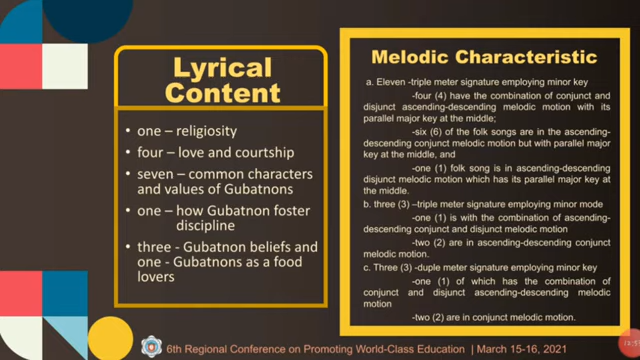 Lyrical
Content
• one – religiosity
• four – love and courtship
• seven – common characters
and values of Gubatnons
• one – how Gubatnon foster
discipline
• three - Gubatnon beliefs and
one - Gubatnons as a food
lovers
Melodic Characteristic
a. Eleven -triple meter signature employing minor key
-four (4) have the combination of conjunct and
disjunct ascending-descending melodic motion with its
parallel major key at the middle;
-six (6) of the folk songs are in the ascending-
descending conjunct melodic motion but with parallel major
key at the middle, and
-one (1) folk song is in ascending-descending
disjunct melodic motion which has its parallel major key at
the middle.
b. three (3) –triple meter signature employing minor mode
-one (1) is with the combination of ascending-
descending conjunct and disjunct melodic motion
-two (2) are in ascending-descending conjunct
melodic motion.
c. Three (3) -duple meter signature employing minor key
-one (1) of which has the combination of
conjunct and disjunct ascending-descending melodic
motion
-two (2) are in conjunct melodic motion.
6th Regional Conference on Promoting World-Class Education | March 15-16, 2021